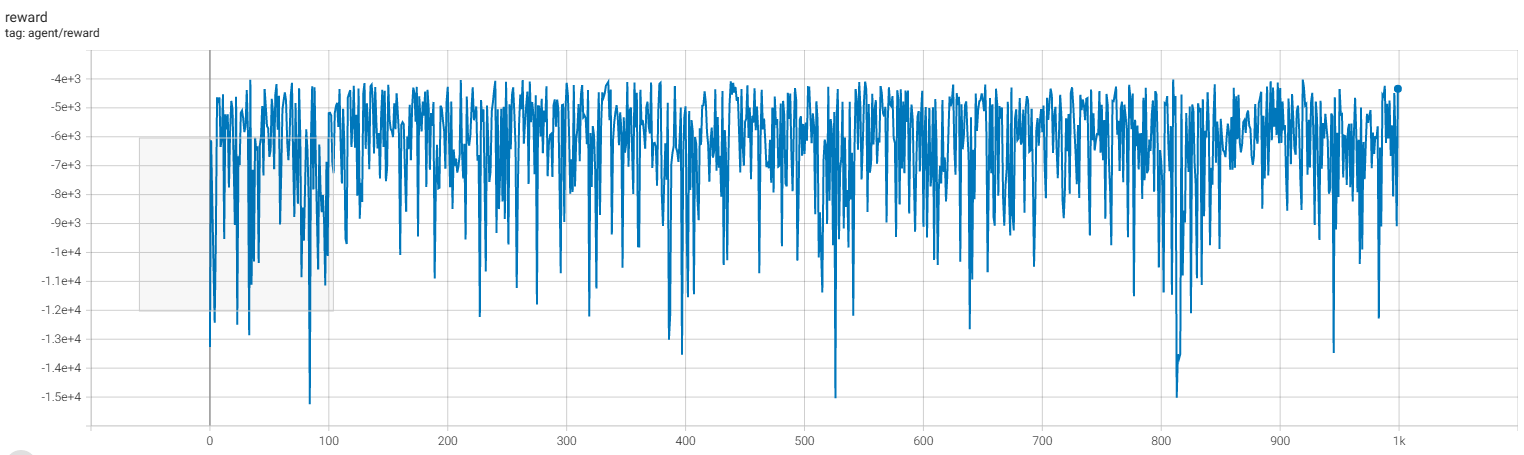 reward
tag: agent/reward
-4e+3
-5e+3
-6e+3
-7e+3
-8e+3
-9e+3
-1e+4
-1.1e+4
-1.2e+4
-1.3e+4
-1.4e+4
-1.5e+4
0 100 200 300 400 500 600 700 800 900 1k